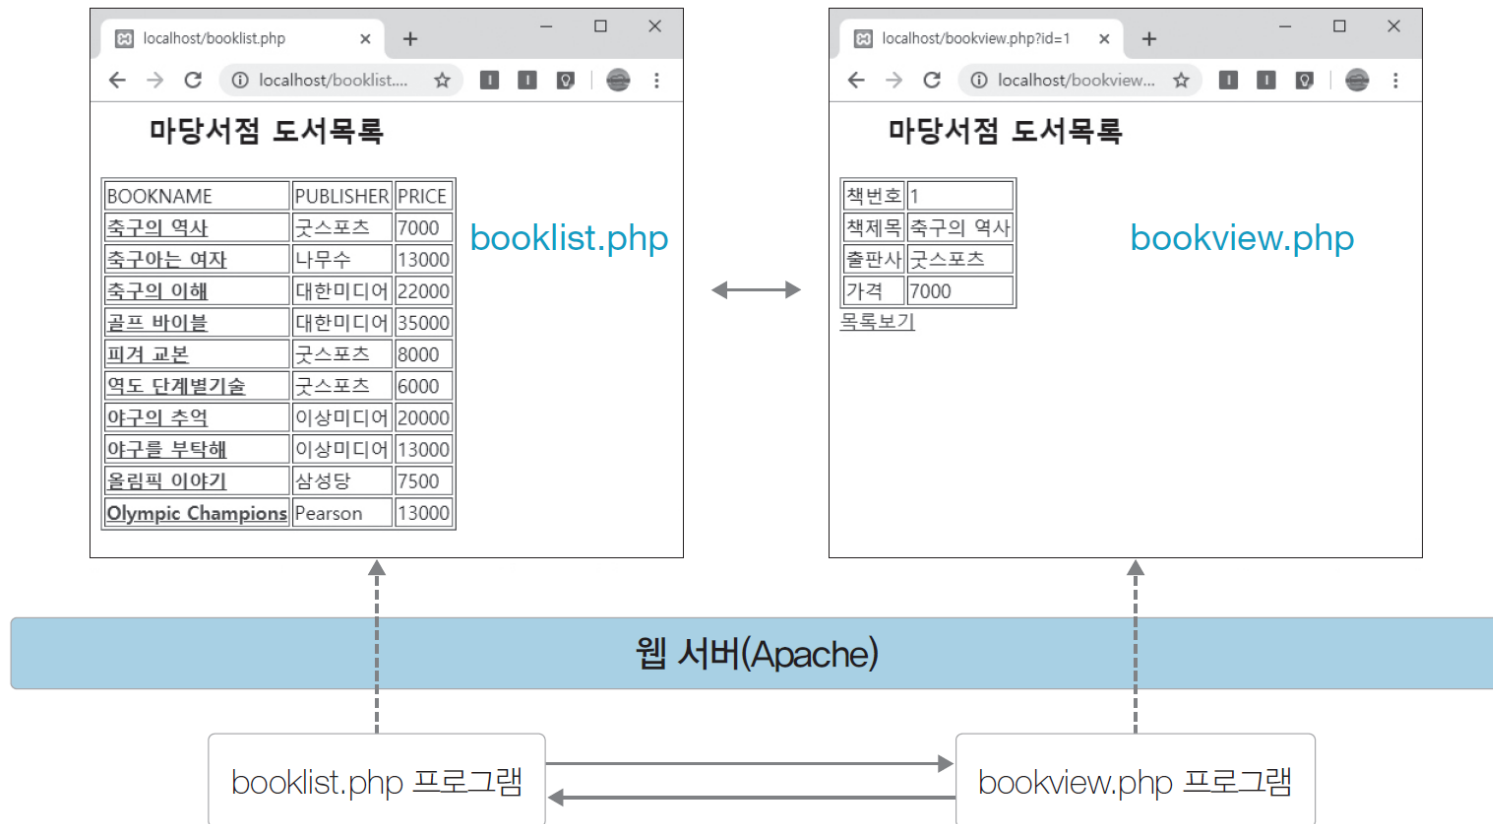 localhost/booklist.php
localhost/booklist....
마당서점 도서목록
BOOKNAME PUBLISHER PRICE
축구의 역사 굿스포츠 7000
축구아는 여자 나무수 13000
축구의 이해 대한미디어 22000
골프 바이블 대한미디어 35000
피겨 교본 굿스포츠 8000
역도 단계별기술 굿스포츠 6000
야구의 추억 이상미디어 20000
야구를 부탁해 이상미디어 13000
올림픽 이야기 삼성당 7500
Olympic Champions Pearson 13000
booklist.php
localhost/bookview.php?id=1
localhost/bookview...
마당서점 도서목록
책번호 1
책제목 축구의 역사
출판사 굿스포츠
가격 7000
목록보기
bookview.php
웹 서버(Apache)
booklist.php 프로그램
bookview.php 프로그램